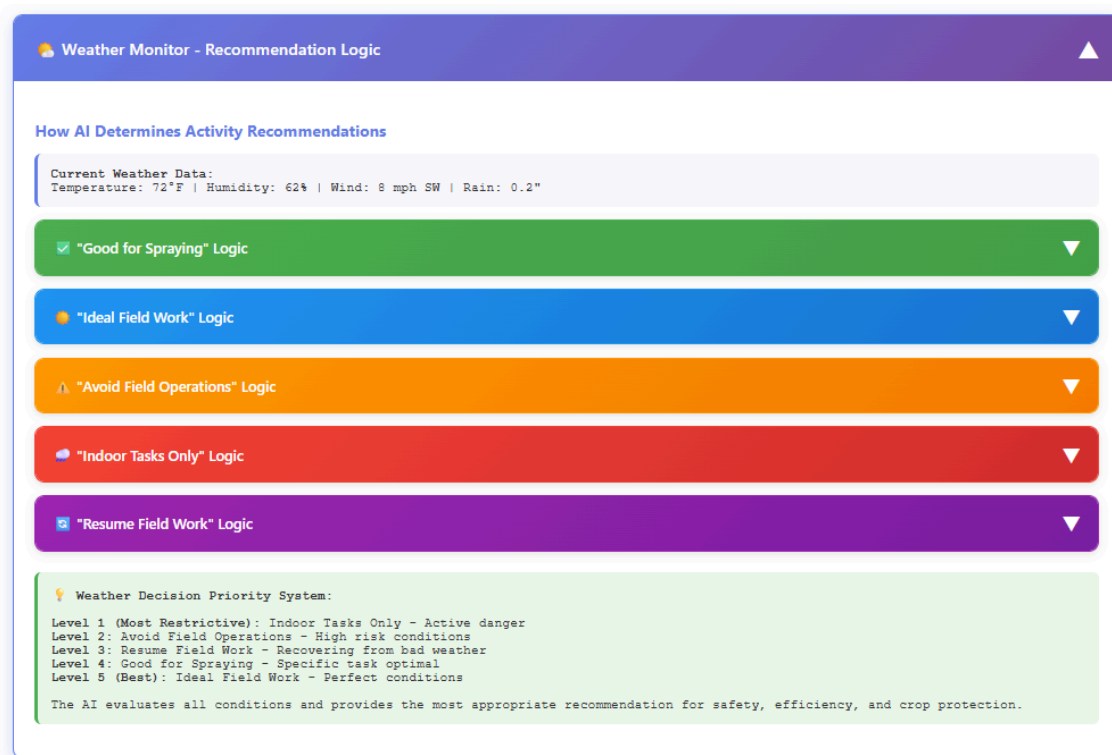 Weather Monitor - Recommendation Logic
How AI Determines Activity Recommendations
Current Weather Data:
Temperature: 72°F | Humidity: 62% | Wind: 8 mph SW | Rain: 0.2"
"Good for Spraying" Logic
"Ideal Field Work" Logic
"Avoid Field Operations" Logic
"Indoor Tasks Only" Logic
"Resume Field Work" Logic
Weather Decision Priority System:
Level 1 (Most Restrictive): Indoor Tasks Only - Active danger
Level 2: Avoid Field Operations - High risk conditions
Level 3: Resume Field Work - Recovering from bad weather
Level 4: Good for Spraying - Specific task optimal
Level 5 (Best): Ideal Field Work - Perfect conditions
The AI evaluates all conditions and provides the most appropriate recommendation for safety, efficiency, and crop protection.